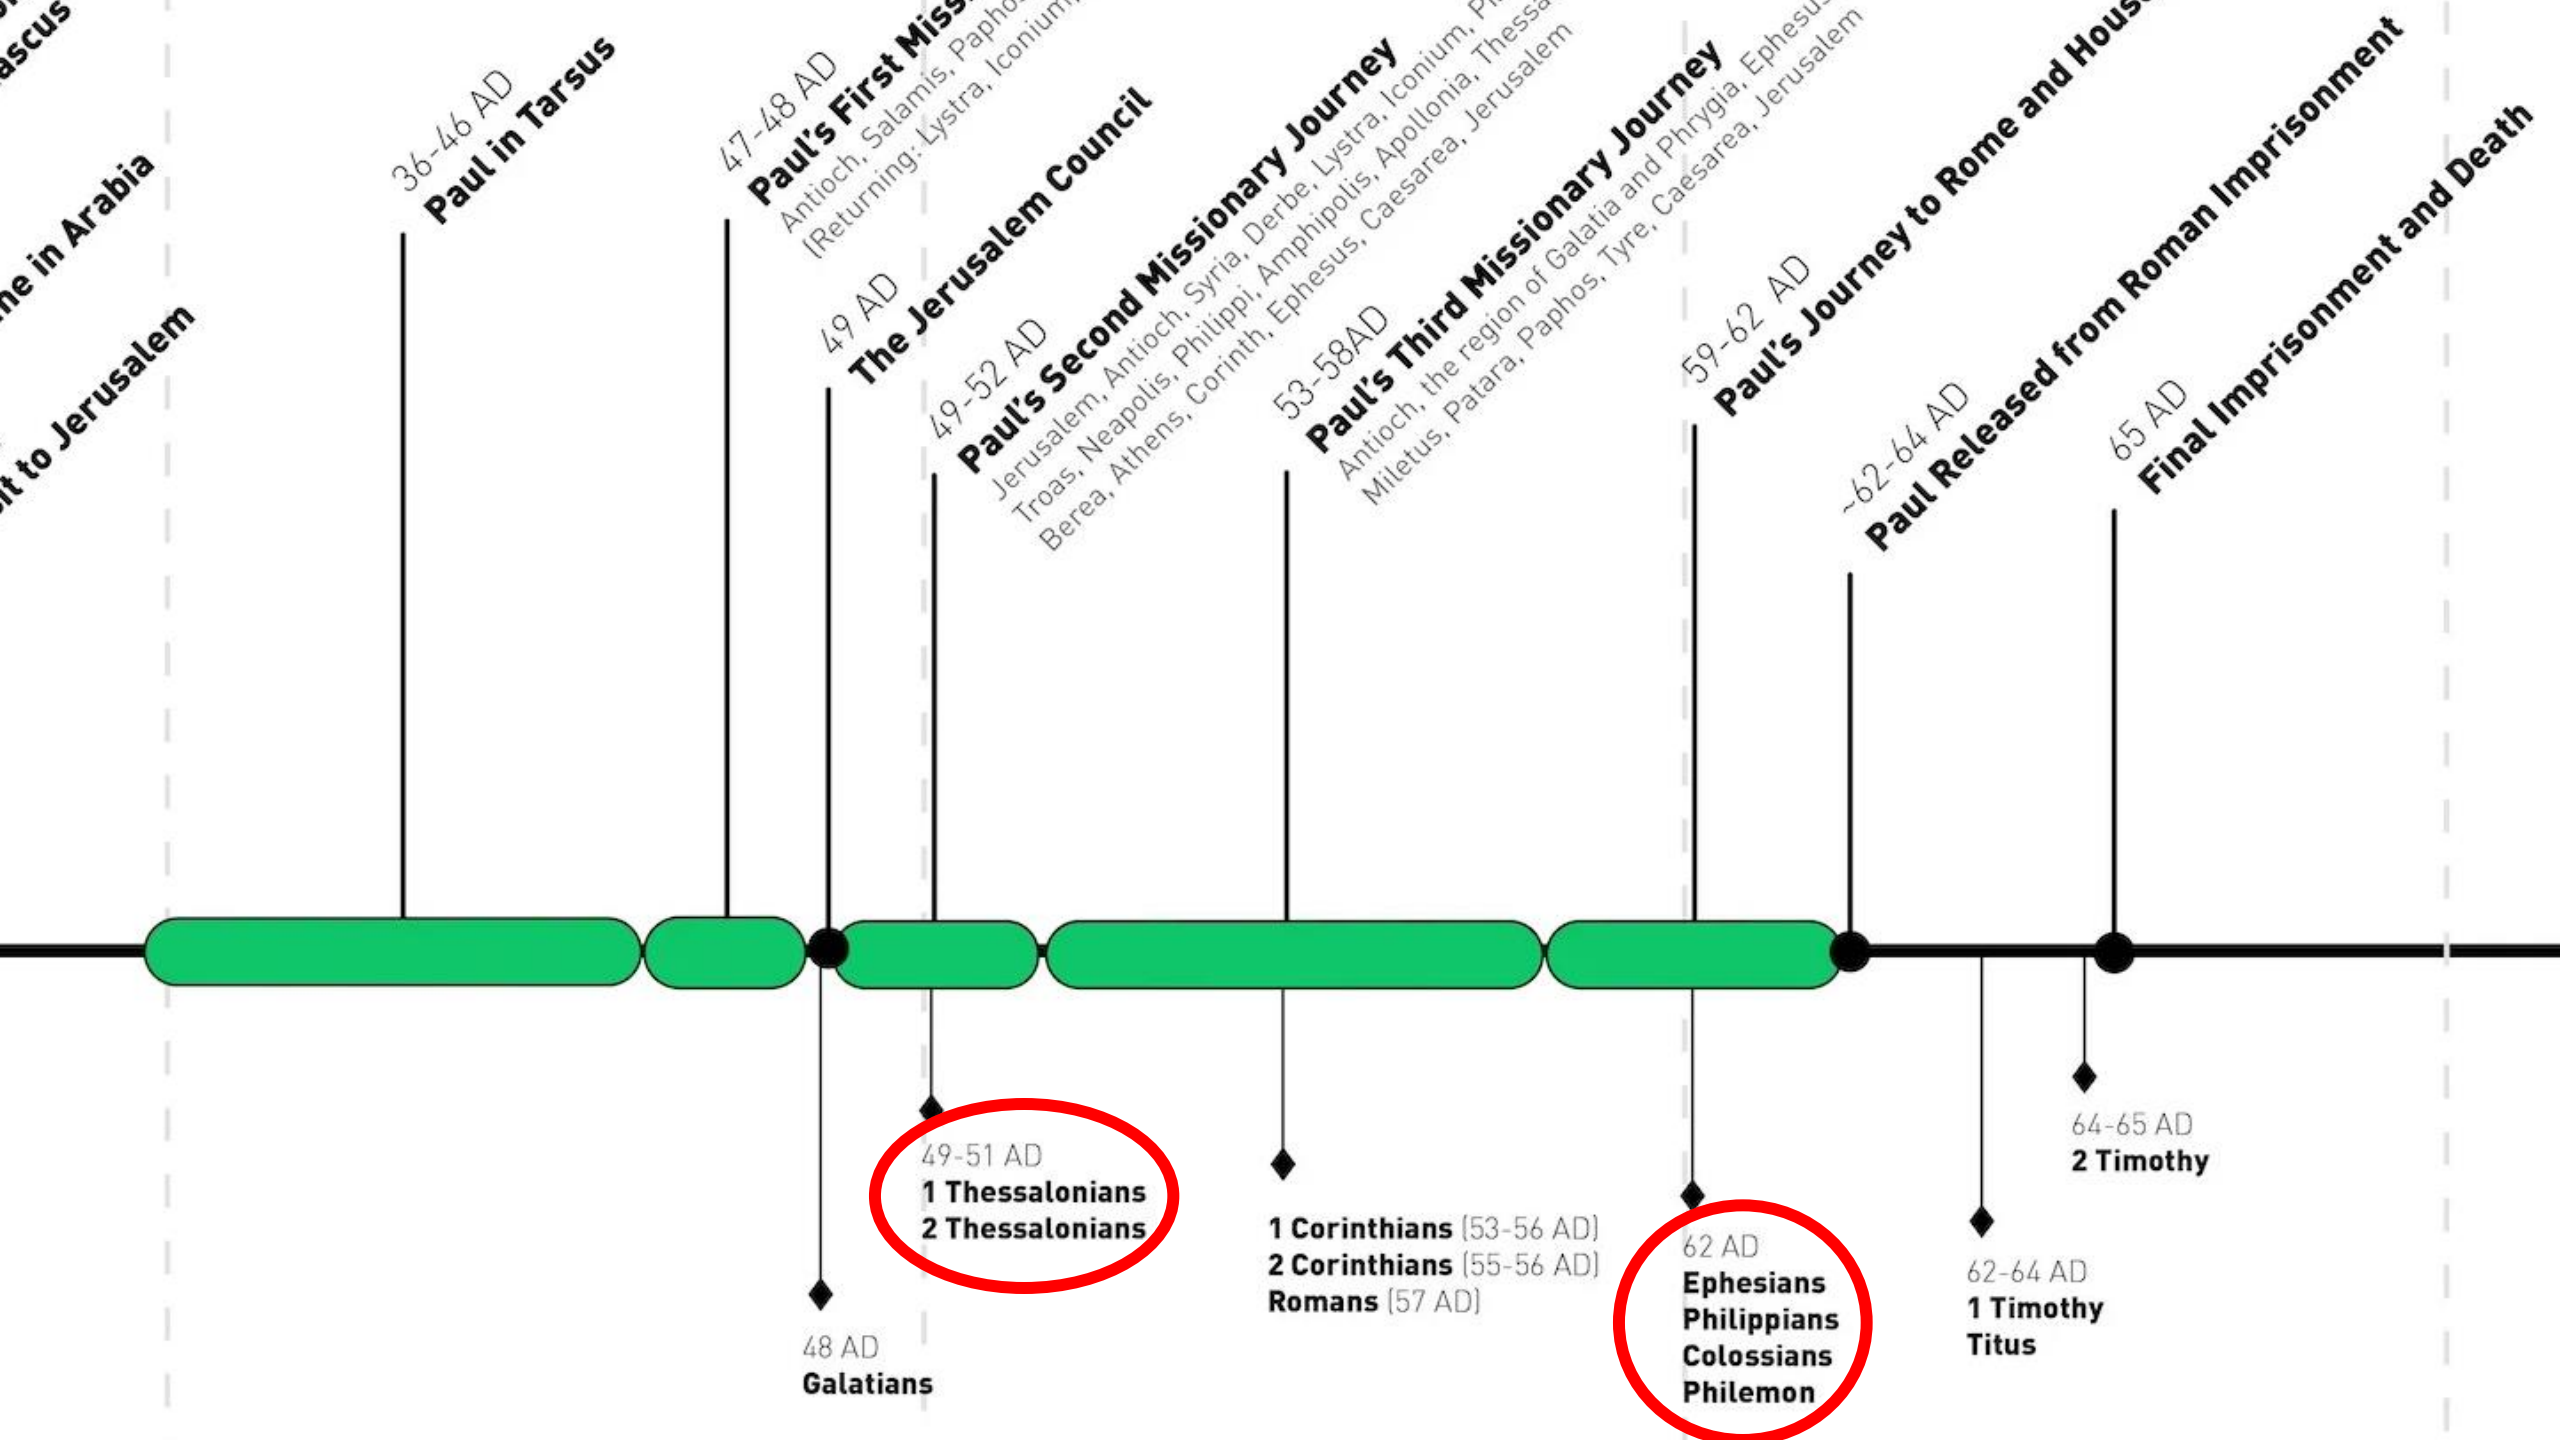 ascus
me in Arabia
it to Jerusalem
36-46 AD
Paul in Tarsus
47-48 AD
Paul's First
Antioch, Salamis, Paphos
(Returning: Lystra, Iconium,
49 AD
The Jerusalem Council
49-52 AD
Paul's Second Missionary Journey
Jerusalem, Antioch, Syria, Derbe, Lystra, Iconium,
Troas, Neapolis, Philippi, Amphipolis, Apollonia,
Berea, Athens, Corinth, Ephesus, Caesarea, Jerusalem
53-58AD
Paul's Third Missionary Journey
Antioch, the region of Galatia and Phrygia, Ephesus
Miletus, Patara, Paphos, Tyre, Caesarea, Jerusalem
59-62 AD
Paul's Journey to Rome and
~62-64 AD
Paul Released from Roman Imprisonment
65 AD
Final Imprisonment and Death
49-51 AD
1 Thessalonians
2 Thessalonians
48 AD
Galatians
1 Corinthians (53-56 AD)
2 Corinthians (55-56 AD)
Romans (57 AD)
62 AD
Ephesians
Philippians
Colossians
Philemon
62-64 AD
1 Timothy
Titus
64-65 AD
2 Timothy